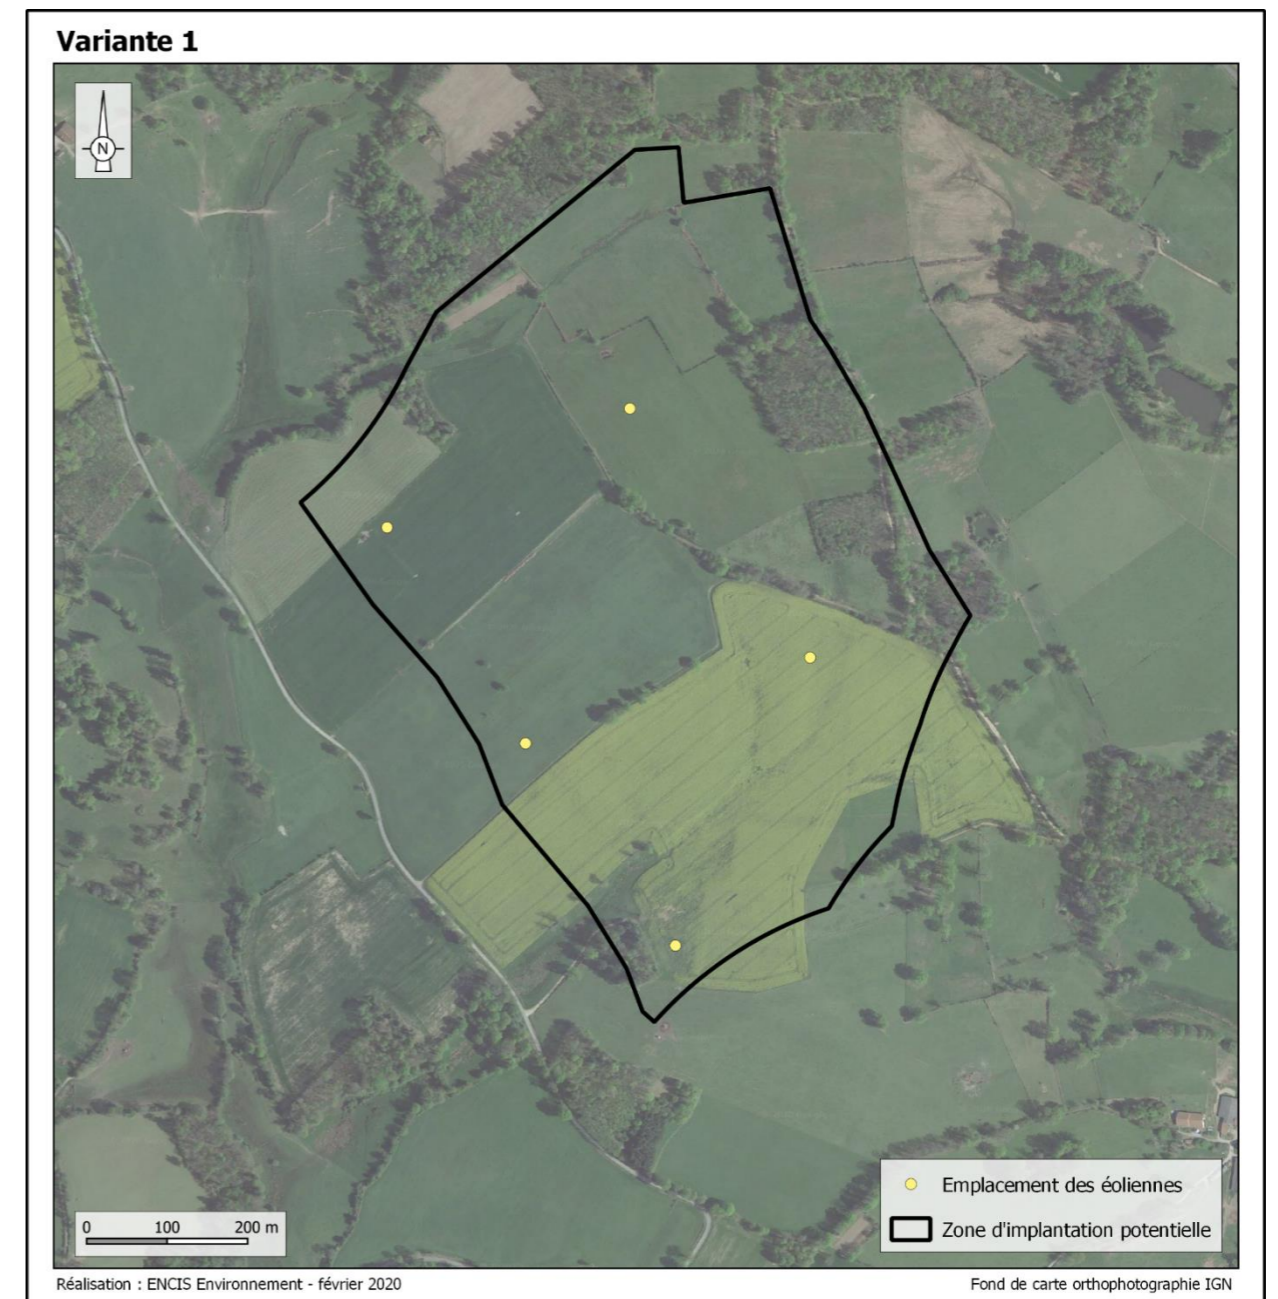 Variante 1
N
Emplacement des éoliennes
Zone d'implantation potentielle
0 100 200 m
Réalisation : ENCIS Environnement - février 2020
Fond de carte orthophotographie IGN